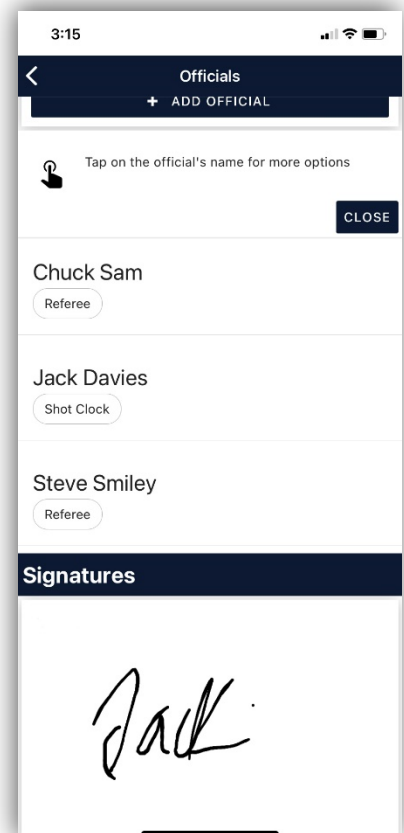 3:15
Officials
+ ADD OFFICIAL
Tap on the official's name for more options
CLOSE
Chuck Sam
Referee
Jack Davies
Shot Clock
Steve Smiley
Referee
Signatures
Jack